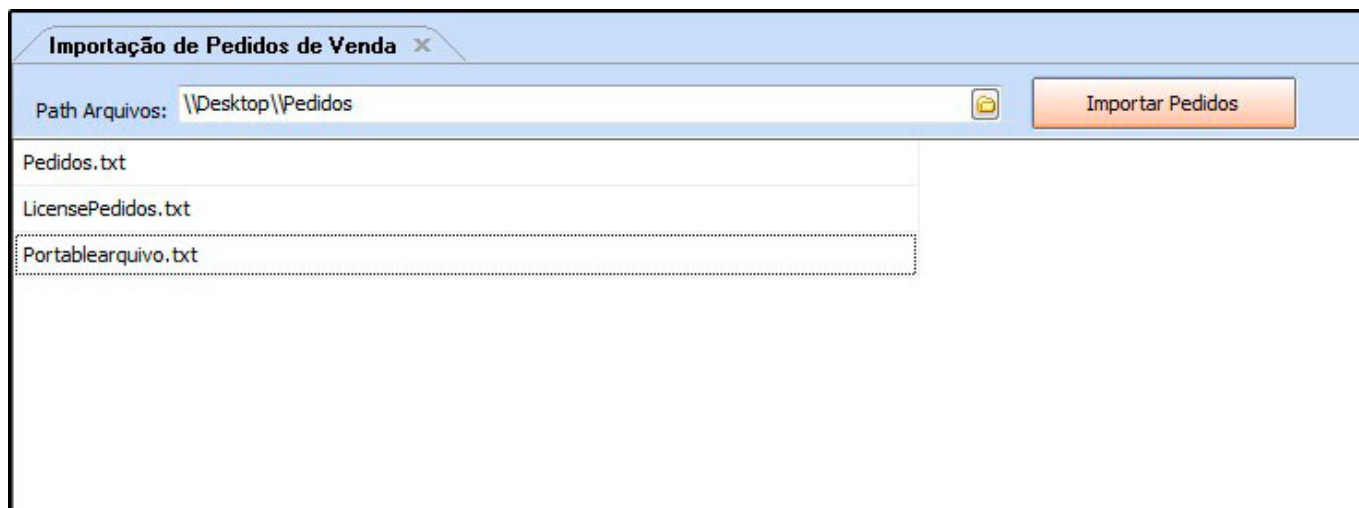 Importação de Pedidos de Venda
Path Arquivos: \\Desktop\\Pedidos Importar Pedidos
Pedidos.txt
LicensePedidos.txt
Portablearquivo.txt